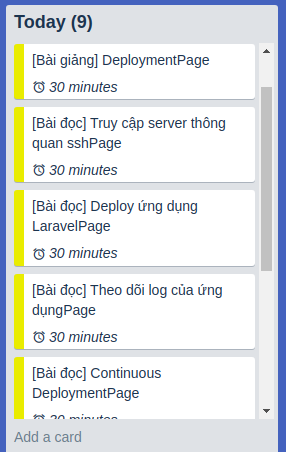 Today (9)
[Bài giảng] DeploymentPage
30 minutes
[Bài đọc] Truy cập server thông
quan sshPage
30 minutes
[Bài đọc] Deploy ứng dụng
LaravelPage
30 minutes
[Bài đọc] Theo dõi log của ứng
dụngPage
30 minutes
[Bài đọc] Continuous
DeploymentPage
30 minutes
Add a card